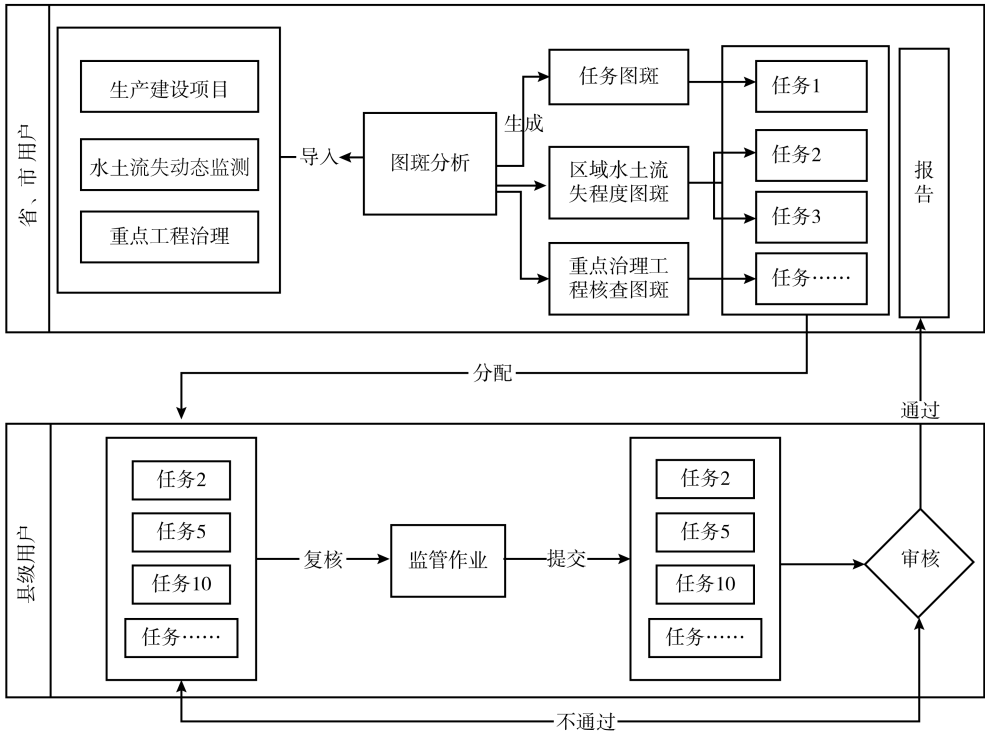 省、市用户
生产建设项目
水土流失动态监测
重点工程治理
导入
图斑分析
生成
任务图斑
区域水土流
失程度图斑
重点治理工
程核查图斑
任务1
任务2
任务3
任务……
报
告
分配
通过
县级用户
任务2
任务5
任务10
任务……
复核
监管作业
提交
任务2
任务5
任务10
任务……
审核
不通过